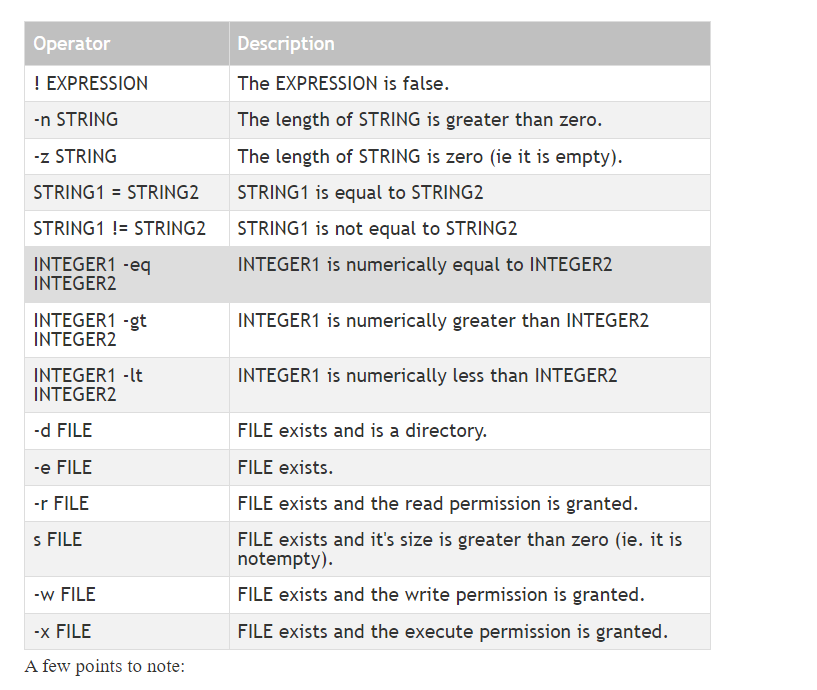 Operator Description
! EXPRESSION The EXPRESSION is false.
-n STRING The length of STRING is greater than zero.
-z STRING The length of STRING is zero (ie it is empty).
STRING1 = STRING2 STRING1 is equal to STRING2
STRING1 != STRING2 STRING1 is not equal to STRING2
INTEGER1 -eq INTEGER1 is numerically equal to INTEGER2
INTEGER2
INTEGER1 -gt INTEGER1 is numerically greater than INTEGER2
INTEGER2
INTEGER1 -lt INTEGER1 is numerically less than INTEGER2
INTEGER2
-d FILE FILE exists and is a directory.
-e FILE FILE exists.
-r FILE FILE exists and the read permission is granted.
s FILE FILE exists and it's size is greater than zero (ie. it is
notempty).
-w FILE FILE exists and the write permission is granted.
-x FILE FILE exists and the execute permission is granted.
A few points to note: